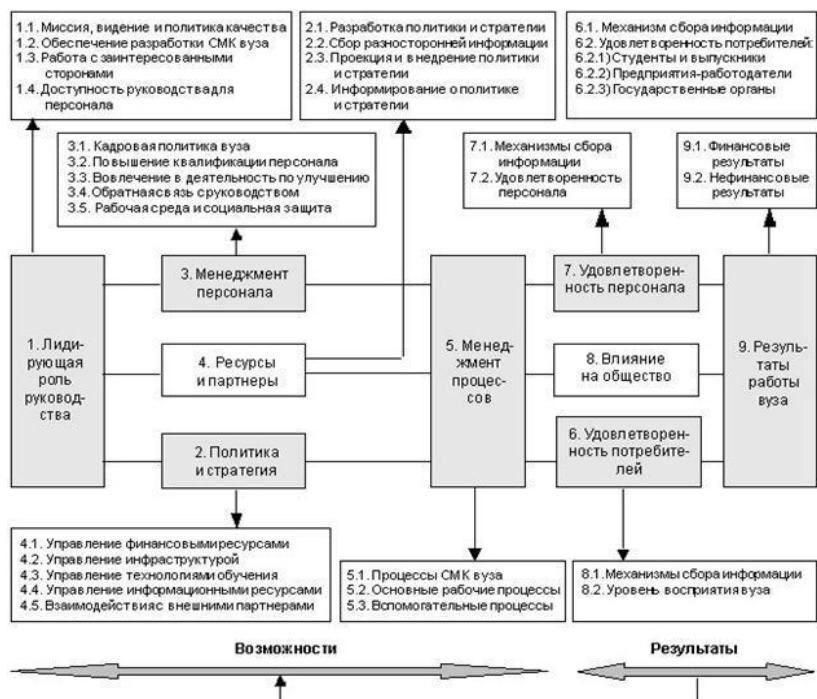 1.1. Миссия, видение и политика качества
1.2. Обеспечение разработки СМК вуза
1.3. Работа с заинтересованными
сторонами
1.4. Доступность руководства для
персонала
2.1. Разработка политики и стратегии
2.2. Сбор разносторонней информации
2.3. Проекция и внедрение политики
и стратегии
2.4. Информирование о политике
и стратегии
6.1. Механизм сбора информации
6.2. Удовлетворенность потребителей:
6.2.1) Студенты и выпускники
6.2.2) Предприятия-работодатели
6.2.3) Государственные органы
3.1. Кадровая политика вуза
3.2. Повышение квалификации персонала
3.3. Вовлечение в деятельность по улучшению
3.4. Обратная связь с руководством
3.5. Рабочая среда и социальная защита
7.1. Механизмы сбора
информации
7.2. Удовлетворенность
персонала
9.1. Финансовые
результаты
9.2. Нефинансовые
результаты
1. Лиди-
рующая
роль
руковод-
ства
3. Менеджмент
персонала
4. Ресурсы
и партнеры
2. Политика
и стратегия
5. Менед-
жмент
процес-
сов
7. Удовлетворен-
ность персонала
8. Влияние
на общество
6. Удовлетворен-
ность потребите-
лей
9. Резуль-
таты
работы
вуза
4.1. Управление финансовыми ресурсами
4.2. Управление инфраструктурой
4.3. Управление технологиями обучения
4.4. Управление информационными ресурсами
4.5. Взаимодействия с внешними партнерами
5.1. Процессы СМК вуза
5.2. Основные рабочие процессы
5.3. Вспомогательные процессы
8.1. Механизмы сбора информации
8.2. Уровень восприятия вуза
Возможности
Результаты